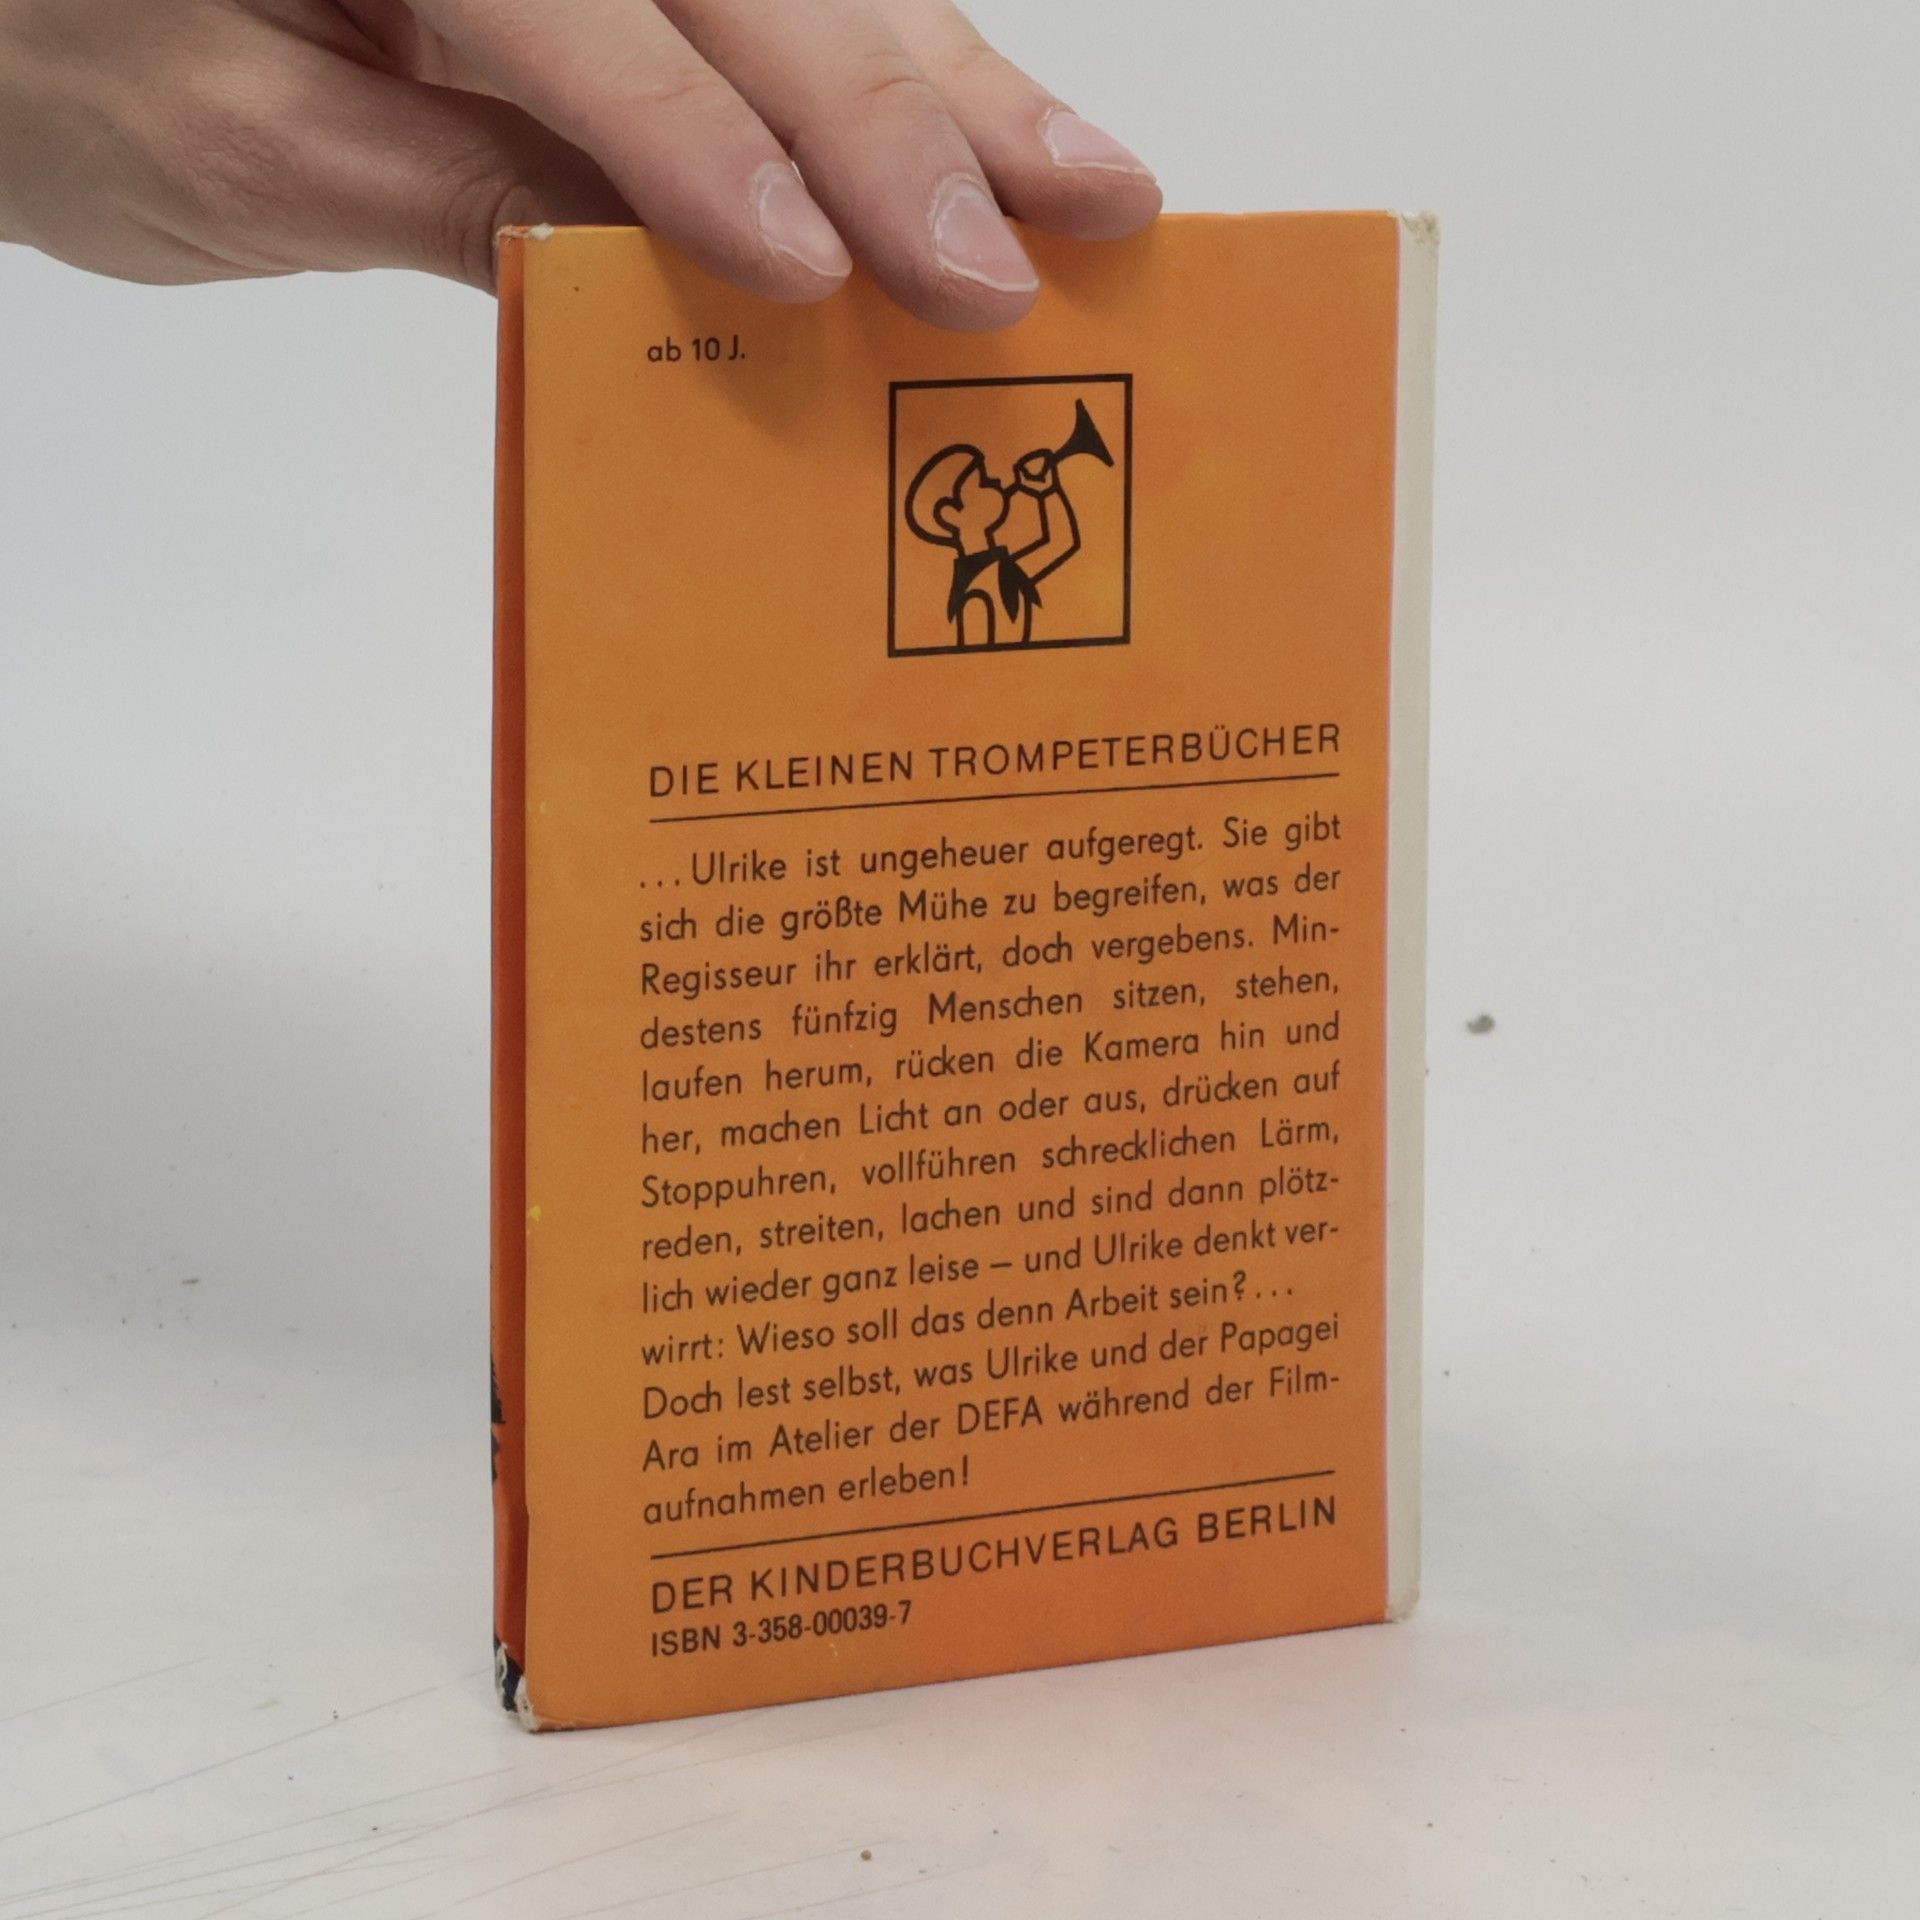 ab 10 J.
DIE KLEINEN TROMPETERBÜCHER
...Ulrike ist ungeheuer aufgeregt. Sie gibt
sich die größte Mühe zu begreifen, was der
Regisseur ihr erklärt, doch vergebens. Min-
destens fünfzig Menschen sitzen, stehen,
laufen herum, rücken die Kamera hin und
her, machen Licht an oder aus, drücken auf
Stoppuhren, vollführen schrecklichen Lärm,
reden, streiten, lachen und sind dann plötz-
lich wieder ganz leise – und Ulrike denkt ver-
wirrt: Wieso soll das denn Arbeit sein?...
Doch lest selbst, was Ulrike und der Papagei
Ara im Atelier der DEFA während der Film-
aufnahmen erleben!
DER KINDERBUCHVERLAG BERLIN
ISBN 3-358-00039-7